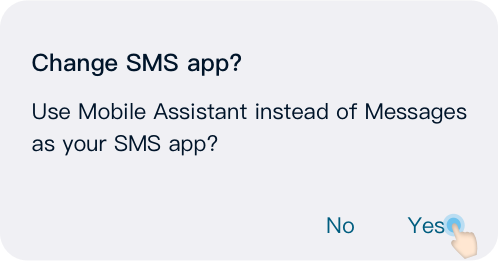 Change SMS app?
Use Mobile Assistant instead of Messages
as your SMS app?
No Yes